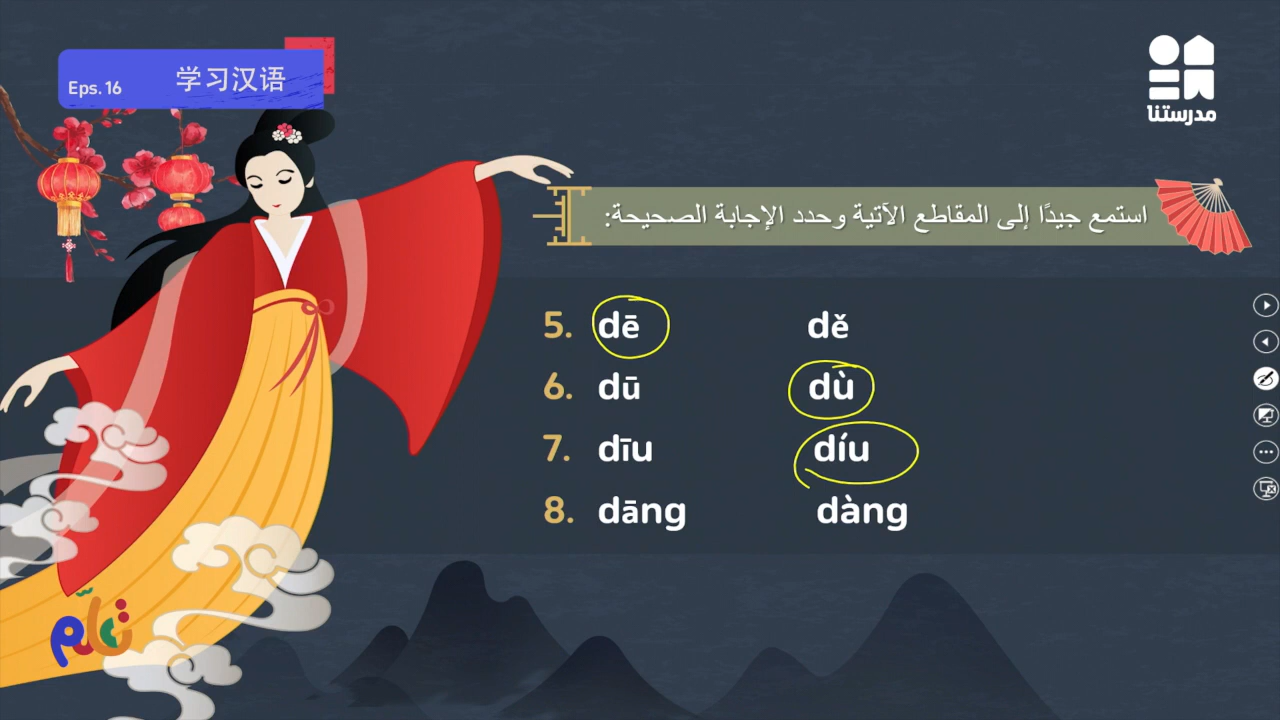 Eps. 16 学习汉语
مدرستنا
استمع جيدًا إلى المقاطع الآتية وحدد الإجابة الصحيحة:
5. dē dě
6. dū dù
7. dīu díu
8. dāng dàng
تعلّم